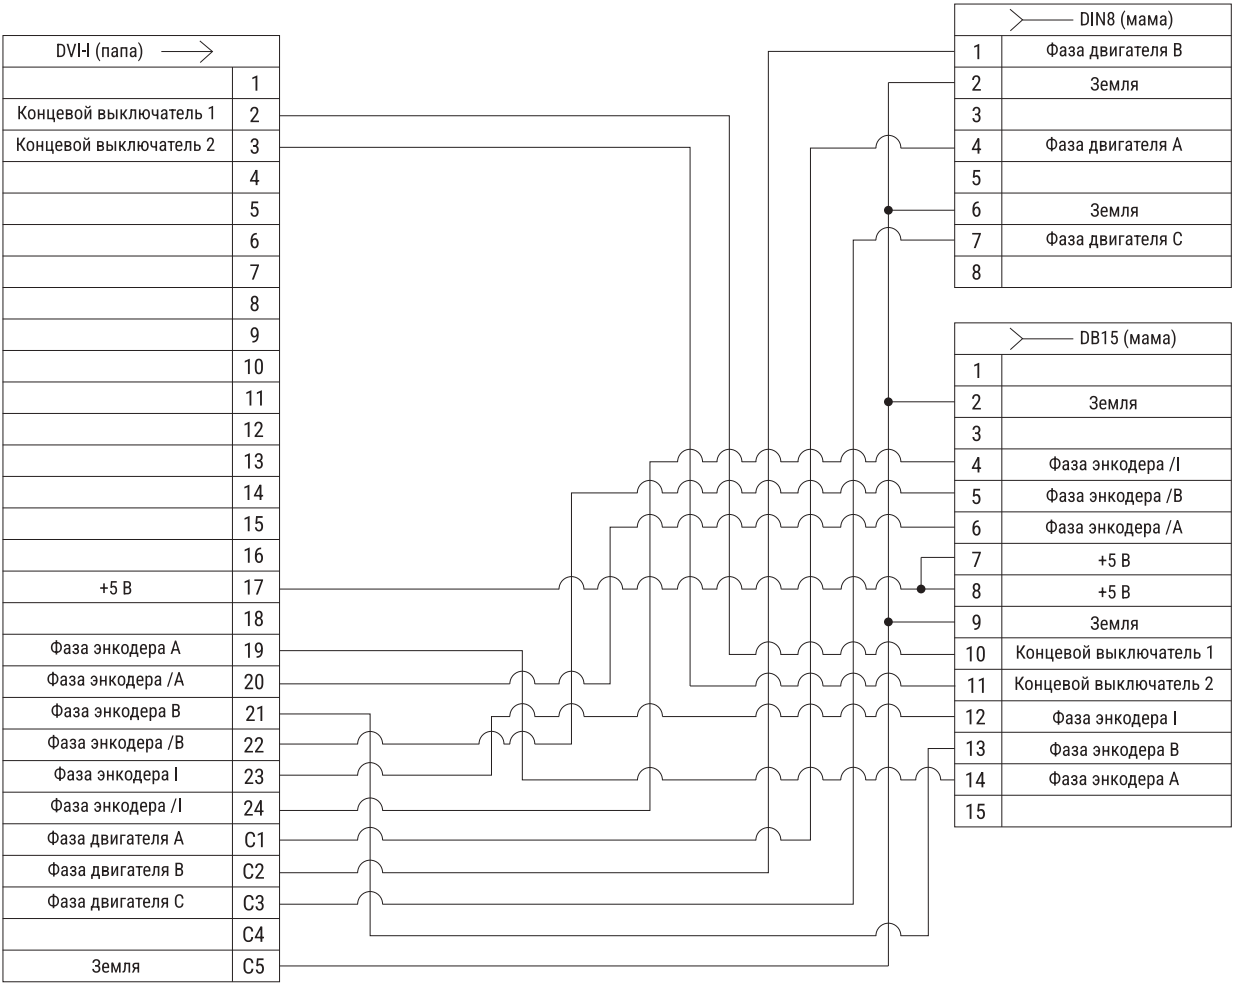 DVI-I (папа)
1
Концевой выключатель 1 2
Концевой выключатель 2 3
4
5
6
7
8
9
10
11
12
13
14
15
16
+5 В 17
18
Фаза энкодера A 19
Фаза энкодера /A 20
Фаза энкодера B 21
Фаза энкодера /B 22
Фаза энкодера I 23
Фаза энкодера /I 24
Фаза двигателя A C1
Фаза двигателя B C2
Фаза двигателя C C3
C4
Земля C5
DIN8 (мама)
1 Фаза двигателя B
2 Земля
3
4 Фаза двигателя A
5
6 Земля
7 Фаза двигателя C
8
DB15 (мама)
1
2 Земля
3
4 Фаза энкодера /I
5 Фаза энкодера /B
6 Фаза энкодера /A
7 +5 В
8 +5 В
9 Земля
10 Концевой выключатель 1
11 Концевой выключатель 2
12 Фаза энкодера I
13 Фаза энкодера B
14 Фаза энкодера A
15